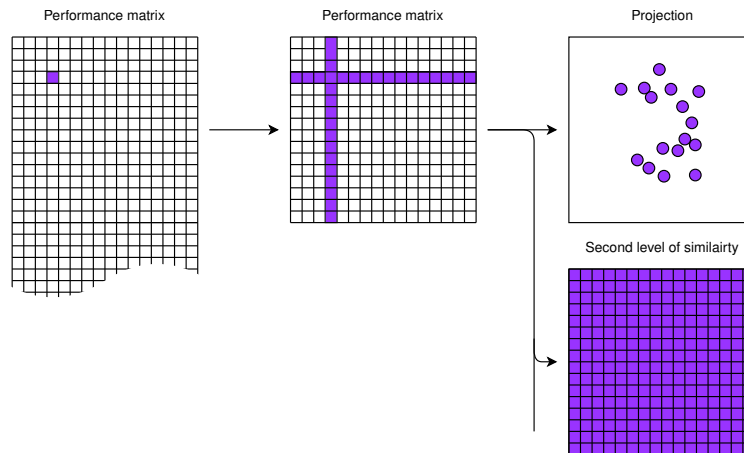 Performance matrix
Performance matrix
Projection
Second level of similairty